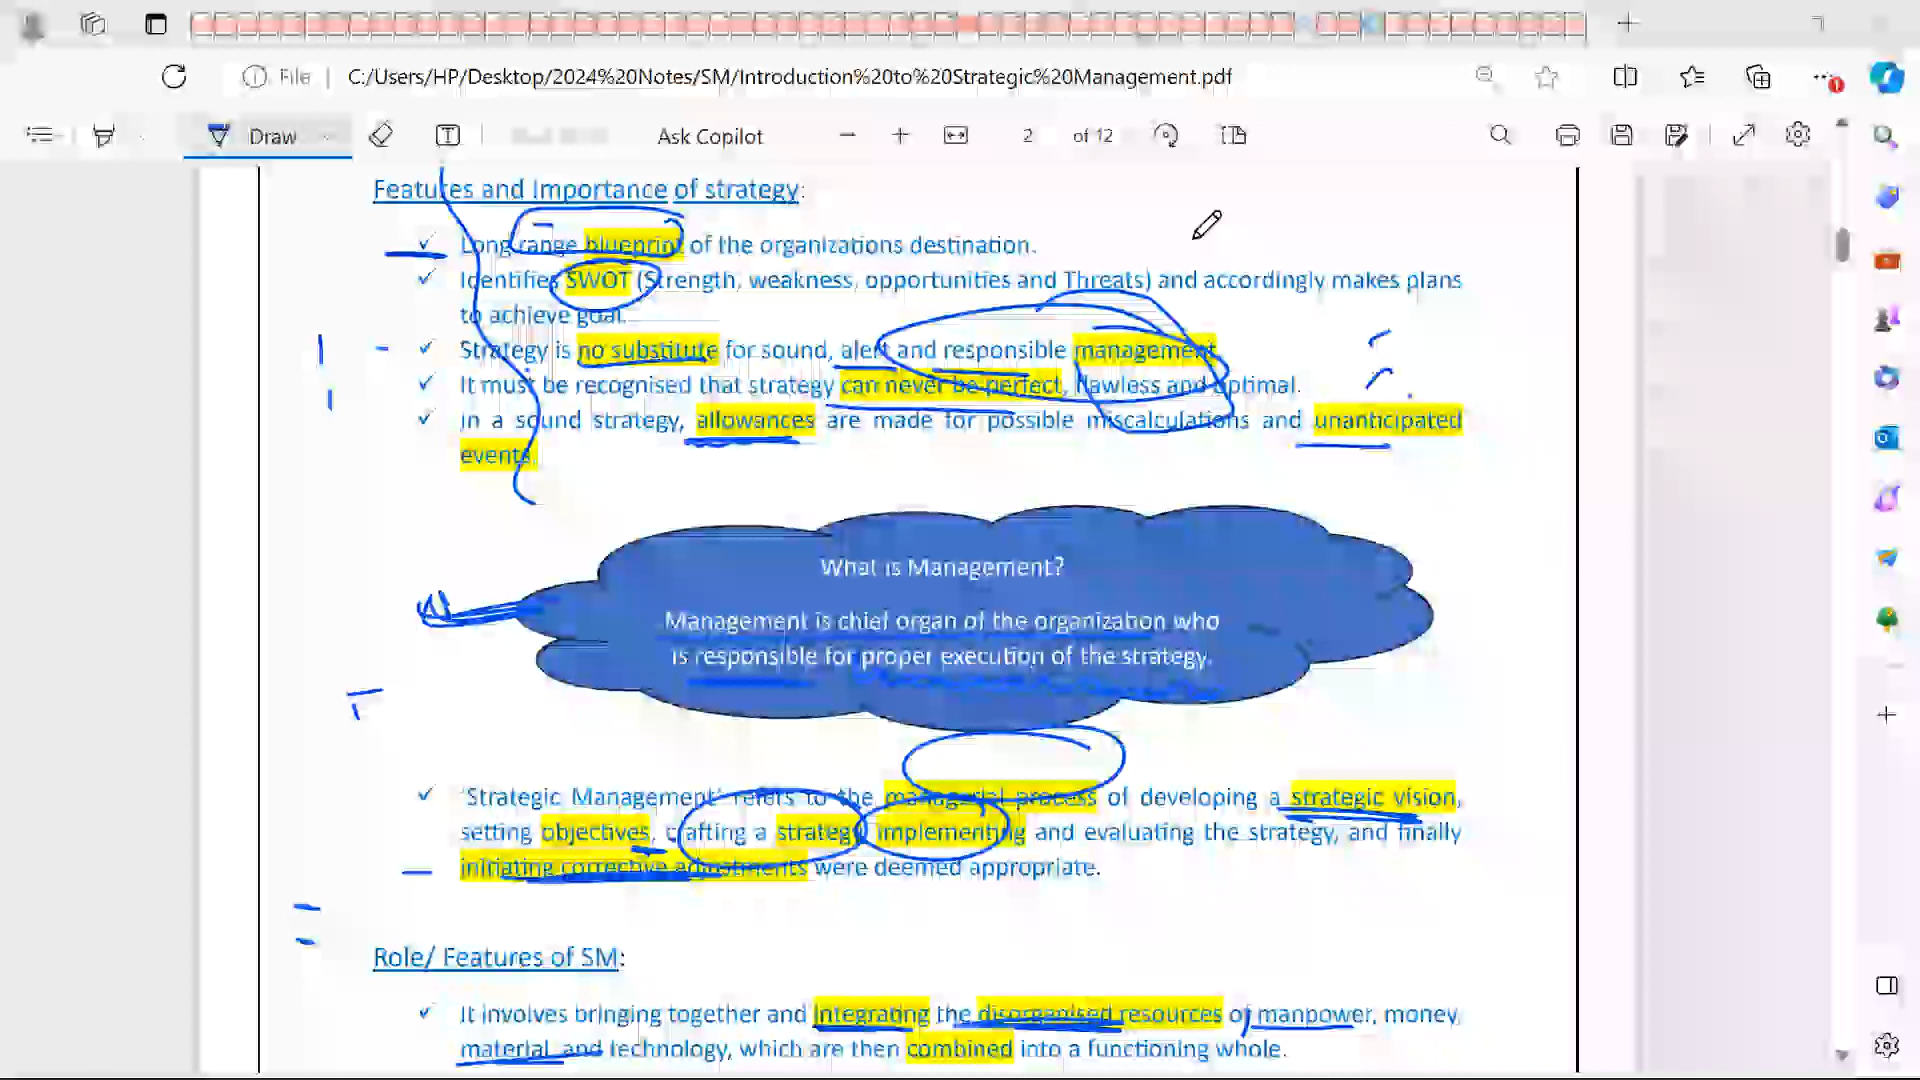 File
C:/Users/HP/Desktop/2024%20Notes/SM/Introduction%20to%20Strategic%20Management.pdf
Draw
Ask Copilot
2 of 12
Features and Importance of strategy:
✓ Long range blueprint of the organizations destination.
✓ Identifies SWOT (Strength, weakness, opportunities and Threats) and accordingly makes plans
to achieve goal.
✓ Strategy is no substitute for sound, alert and responsible management
✓ It must be recognised that strategy can never be perfect, flawless and optimal.
✓ In a sound strategy, allowances are made for possible miscalculations and unanticipated
events.
What is Management?
Management is chief organ of the organization who
is responsible for proper execution of the strategy.
✓ 'Strategic Management' refers to the managerial process of developing a strategic vision,
setting objectives, crafting a strategy implementing and evaluating the strategy, and finally
initiating corrective adjustments were deemed appropriate.
Role/ Features of SM:
✓ It involves bringing together and integrating the disorganised resources of manpower, money,
material and technology, which are then combined into a functioning whole.